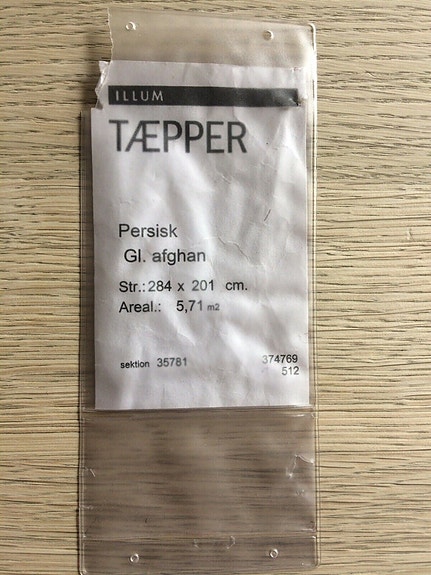 ILLUM
TÆPPER
Persisk
Gl. afghan
Str.: 284 x 201 cm.
Areal.: 5,71 m2
sektion 35781 374769
512